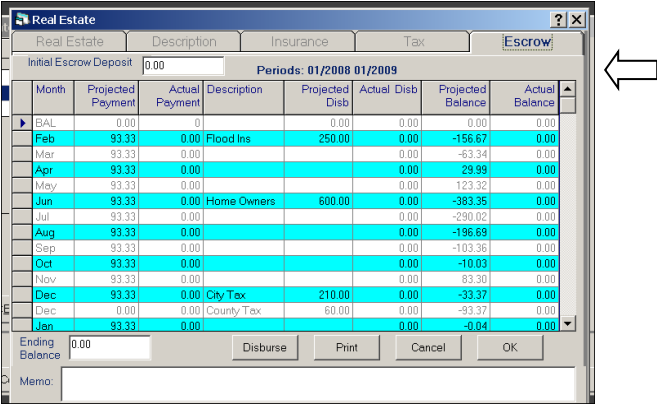 Real Estate
Real Estate Description Insurance Tax Escrow
Initial Escrow Deposit 0.00 Periods: 01/2008 01/2009
Month Projected Payment Actual Payment Description Projected Disb Actual Disb Projected Balance Actual Balance
BAL 0.00 0 0.00 0.00 0.00 0.00
Feb 93.33 0.00 Flood Ins 250.00 0.00 -156.67 0.00
Mar 93.33 0.00 0.00 -63.34 0.00
Apr 93.33 0.00 0.00 29.99 0.00
May 93.33 0.00 0.00 123.32 0.00
Jun 93.33 0.00 Home Owners 600.00 0.00 -383.35 0.00
Jul 93.33 0.00 0.00 -290.02 0.00
Aug 93.33 0.00 0.00 -196.69 0.00
Sep 93.33 0.00 0.00 -103.36 0.00
Oct 93.33 0.00 0.00 -10.03 0.00
Nov 93.33 0.00 0.00 83.30 0.00
Dec 93.33 0.00 City Tax 210.00 0.00 -33.37 0.00
Dec 0.00 0.00 County Tax 60.00 0.00 -93.37 0.00
Jan 93.33 0.00 0.00 -0.04 0.00
Ending Balance 0.00 Disburse Print Cancel OK
Memo: